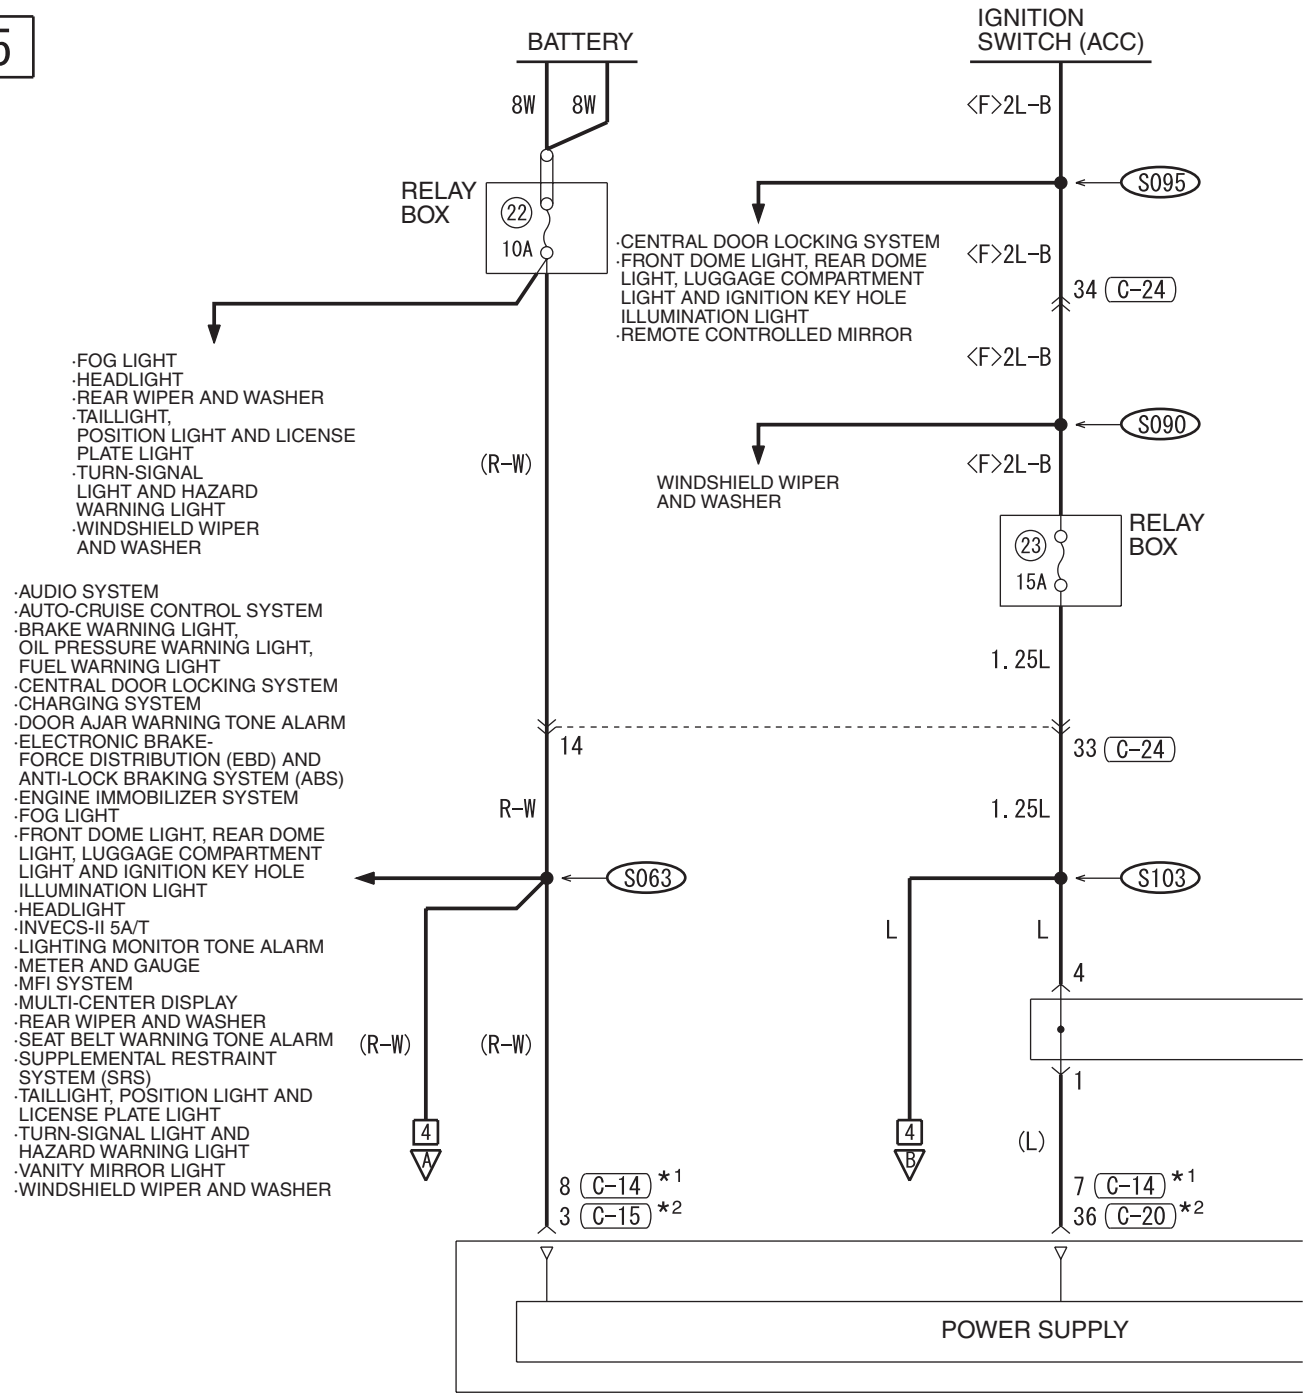 5
BATTERY
IGNITION
SWITCH (ACC)
8W
8W
<F>2L-B
RELAY
BOX
22
10A
S095
·CENTRAL DOOR LOCKING SYSTEM
·FRONT DOME LIGHT, REAR DOME
LIGHT, LUGGAGE COMPARTMENT
LIGHT AND IGNITION KEY HOLE
ILLUMINATION LIGHT
·REMOTE CONTROLLED MIRROR
<F>2L-B
34 C-24
<F>2L-B
·FOG LIGHT
·HEADLIGHT
·REAR WIPER AND WASHER
·TAILLIGHT,
POSITION LIGHT AND LICENSE
PLATE LIGHT
·TURN-SIGNAL
LIGHT AND HAZARD
WARNING LIGHT
·WINDSHIELD WIPER
AND WASHER
(R-W)
S090
WINDSHIELD WIPER
AND WASHER
<F>2L-B
RELAY
BOX
23
15A
1.25L
·AUDIO SYSTEM
·AUTO-CRUISE CONTROL SYSTEM
·BRAKE WARNING LIGHT,
OIL PRESSURE WARNING LIGHT,
FUEL WARNING LIGHT
·CENTRAL DOOR LOCKING SYSTEM
·CHARGING SYSTEM
·DOOR AJAR WARNING TONE ALARM
·ELECTRONIC BRAKE-
FORCE DISTRIBUTION (EBD) AND
ANTI-LOCK BRAKING SYSTEM (ABS)
·ENGINE IMMOBILIZER SYSTEM
·FOG LIGHT
·FRONT DOME LIGHT, REAR DOME
LIGHT, LUGGAGE COMPARTMENT
LIGHT AND IGNITION KEY HOLE
ILLUMINATION LIGHT
·HEADLIGHT
·INVECS-II 5A/T
·LIGHTING MONITOR TONE ALARM
·METER AND GAUGE
·MFI SYSTEM
·MULTI-CENTER DISPLAY
·REAR WIPER AND WASHER
·SEAT BELT WARNING TONE ALARM
·SUPPLEMENTAL RESTRAINT
SYSTEM (SRS)
·TAILLIGHT, POSITION LIGHT AND
LICENSE PLATE LIGHT
·TURN-SIGNAL LIGHT AND
HAZARD WARNING LIGHT
·VANITY MIRROR LIGHT
·WINDSHIELD WIPER AND WASHER
14
33 C-24
R-W
1.25L
S063
S103
L
L
4
(R-W)
(R-W)
1
4
A
4
B
(L)
8 C-14 *1
3 C-15 *2
7 C-14 *1
36 C-20 *2
POWER SUPPLY